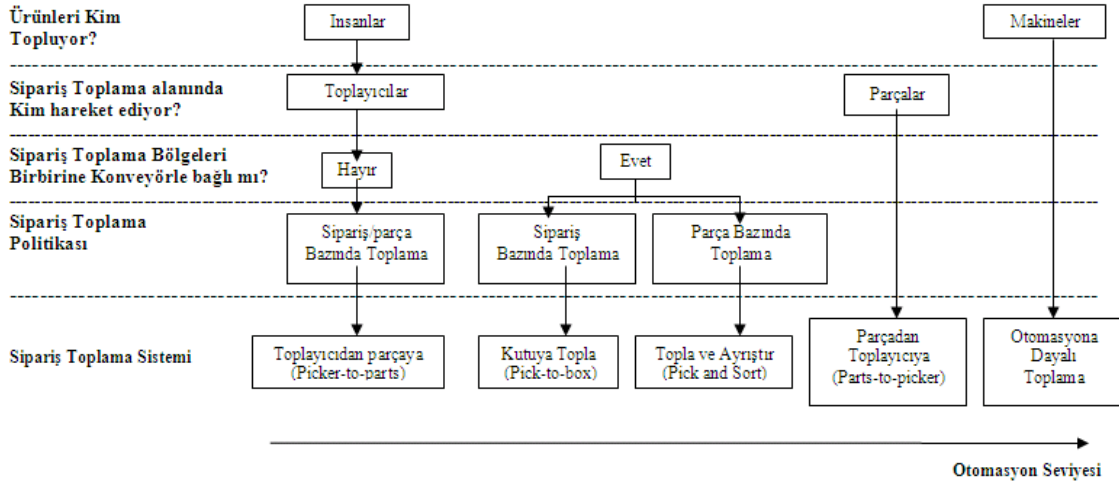 Ürünleri Kim
Topluyor?
Insanlar
Makineler
Sipariş Toplama alanında
Kim hareket ediyor?
Toplayıcılar
Parçalar
Sipariş Toplama Bölgeleri
Birbirine Konveyörle bağlı mı?
Hayır
Evet
Sipariş Toplama
Politikası
Sipariş/parça
Bazında Toplama
Sipariş
Bazında Toplama
Parça Bazında
Toplama
Sipariş Toplama Sistemi
Toplayıcıdan parçaya
(Picker-to-parts)
Kutuya Topla
(Pick-to-box)
Topla ve Ayrıştır
(Pick and Sort)
Parçadan
Toplayıcıya
(Parts-to-picker)
Otomasyona
Dayalı
Toplama
Otomasyon Seviyesi